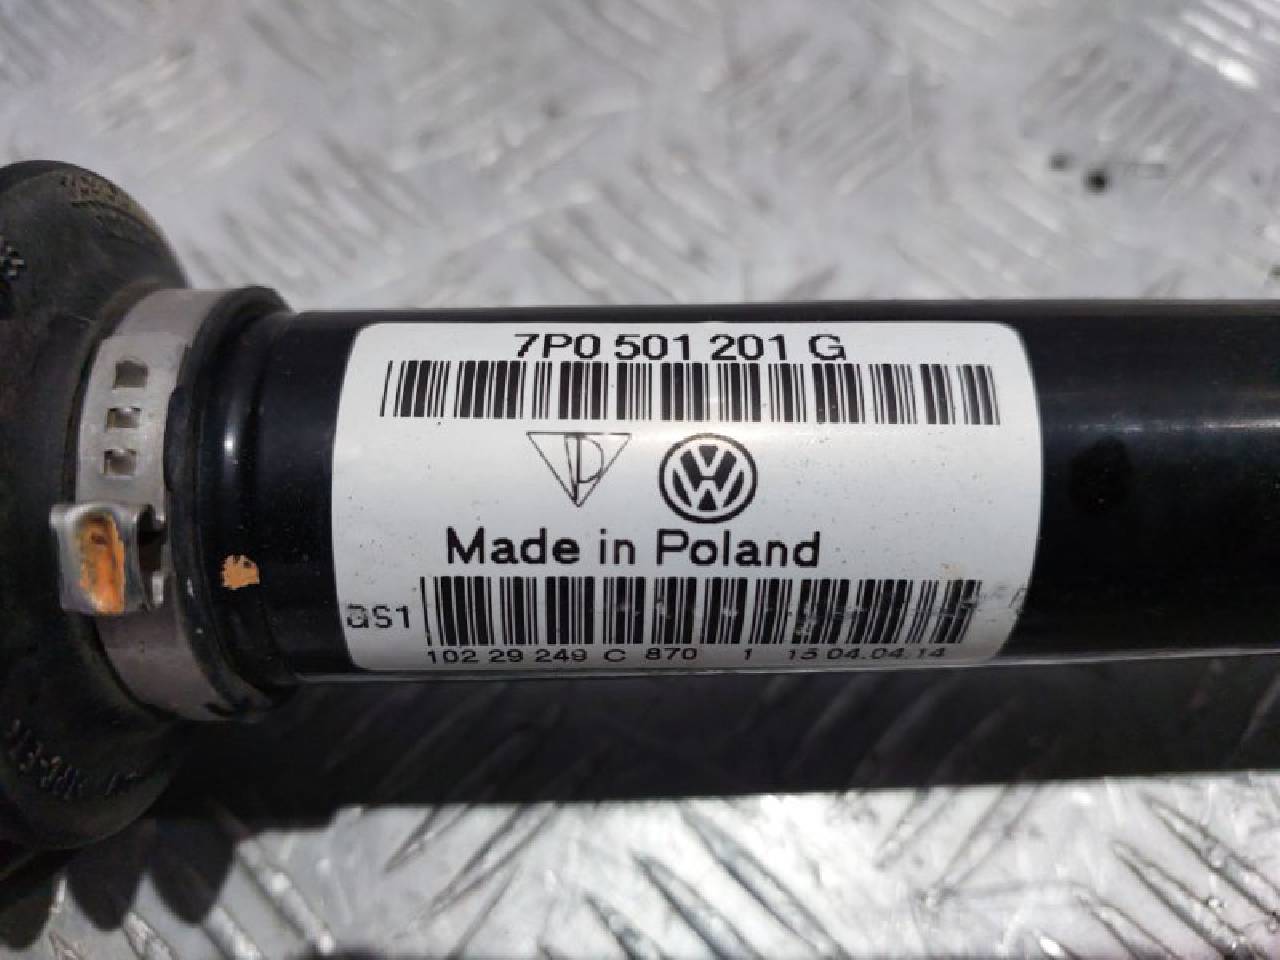 7P0 501 201 G
Made in Poland
GS1
102 29 249 C 870 1 15 04.04.14